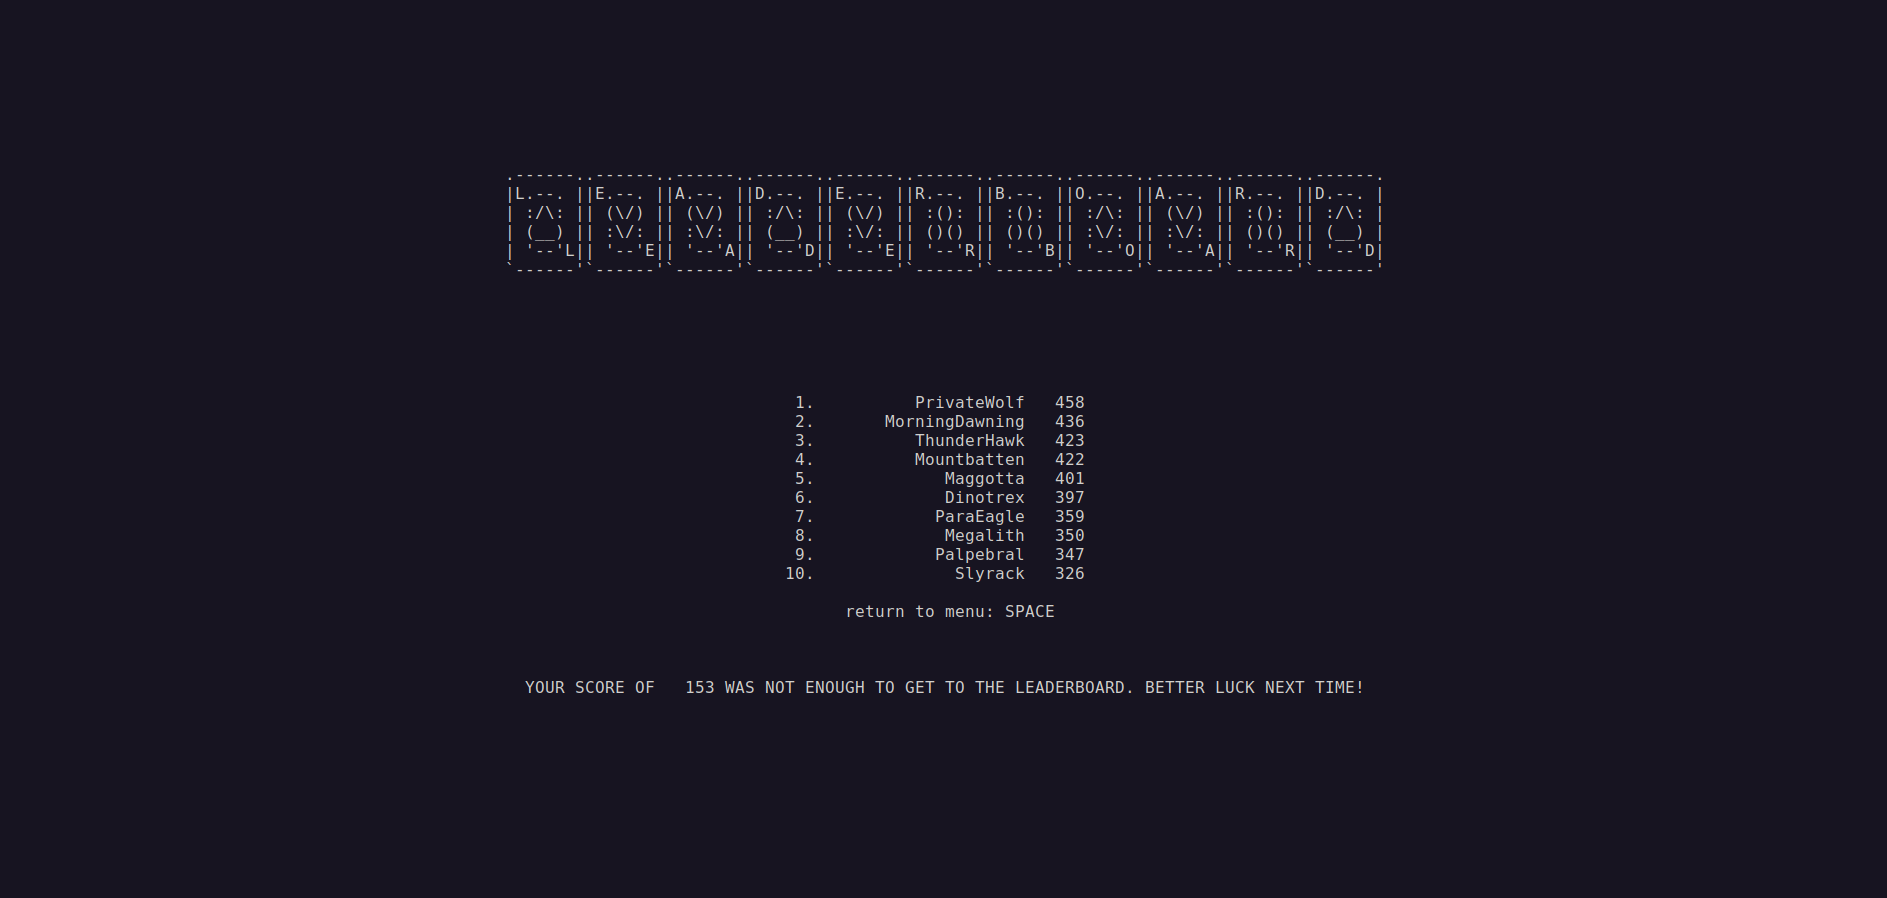 .------..------..------..------..------..------..------..------..------..------..------.
|L.--. ||E.--. ||A.--. ||D.--. ||E.--. ||R.--. ||B.--. ||O.--. ||A.--. ||R.--. ||D.--. |
| :/\: || (\/) || (\/) || :/\: || (\/) || :(): || :(): || :/\: || (\/) || :(): || :/\: |
| (__) || :\/: || :\/: || (__) || :\/: || ()() || ()() || :\/: || :\/: || ()() || (__) |
| '--'L|| '--'E|| '--'A|| '--'D|| '--'E|| '--'R|| '--'B|| '--'O|| '--'A|| '--'R|| '--'D|
`------'`------'`------'`------'`------'`------'`------'`------'`------'`------'`------'
1. PrivateWolf 458
2. MorningDawning 436
3. ThunderHawk 423
4. Mountbatten 422
5. Maggotta 401
6. Dinotrex 397
7. ParaEagle 359
8. Megalith 350
9. Palpebral 347
10. Slyrack 326
return to menu: SPACE
YOUR SCORE OF 153 WAS NOT ENOUGH TO GET TO THE LEADERBOARD. BETTER LUCK NEXT TIME!